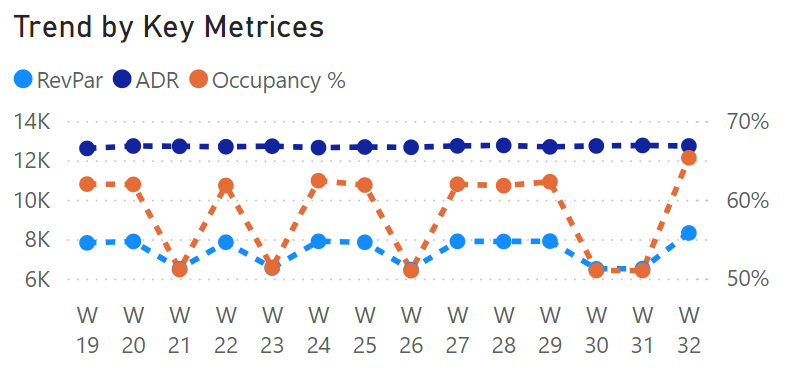 Trend by Key Metrices
RevPar ADR Occupancy %
14K 70%
12K
10K 60%
8K
6K 50%
W W W W W W W W W W W W W W
19 20 21 22 23 24 25 26 27 28 29 30 31 32